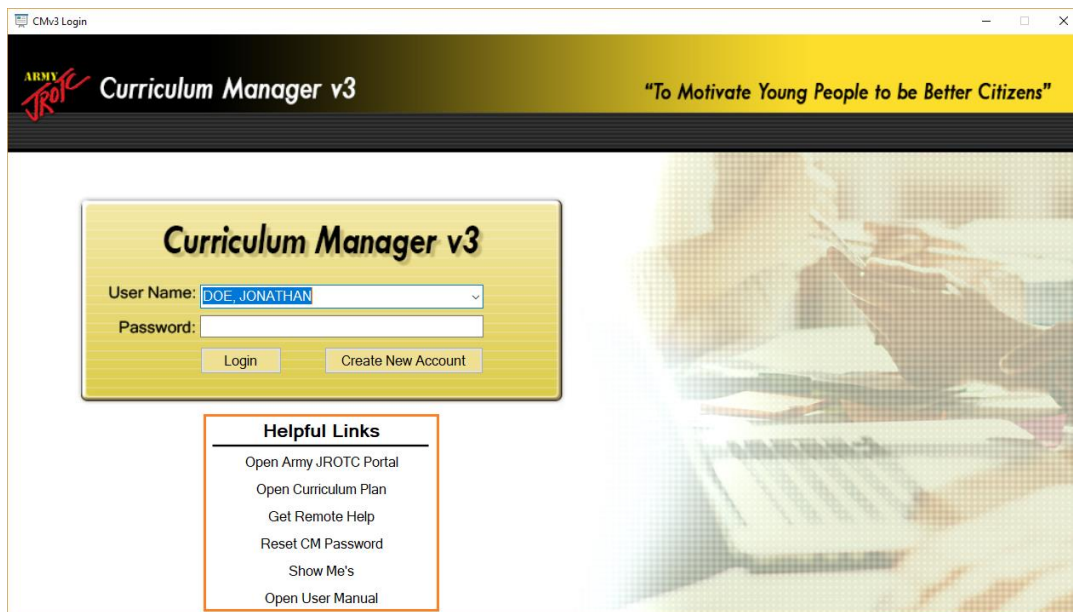 CMv3 Login
ARMY
JROTC
Curriculum Manager v3
“To Motivate Young People to be Better Citizens”
Curriculum Manager v3
User Name: DOE, JONATHAN
Password:
Login Create New Account
Helpful Links
Open Army JROTC Portal
Open Curriculum Plan
Get Remote Help
Reset CM Password
Show Me's
Open User Manual